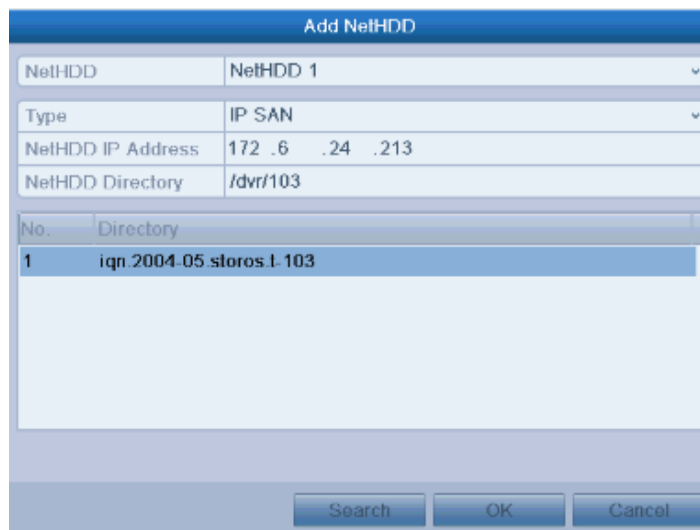 Add NetHDD
NetHDD NetHDD 1
Type IP SAN
NetHDD IP Address 172 .6 .24 .213
NetHDD Directory /dvr/103
No. Directory
1 iqn.2004-05.storos.t-103
Search OK Cancel